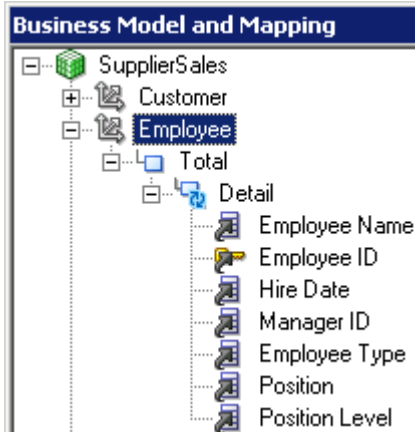 Business Model and Mapping
SupplierSales
Customer
Employee
Total
Detail
Employee Name
Employee ID
Hire Date
Manager ID
Employee Type
Position
Position Level